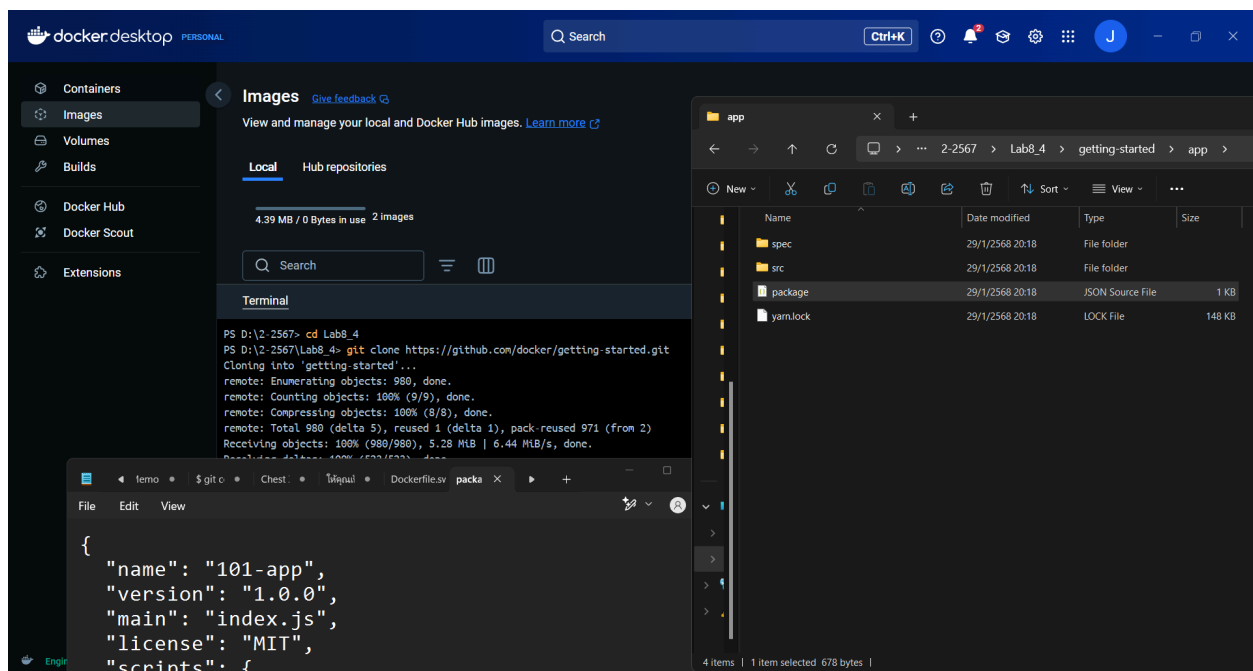 docker.desktop PERSONAL
Search
Ctrl+K
2
J
Containers
Images
Volumes
Builds
Docker Hub
Docker Scout
Extensions
Images Give feedback
View and manage your local and Docker Hub images. Learn more
Local Hub repositories
4.39 MB / 0 Bytes in use 2 images
Search
Terminal
PS D:\2-2567> cd Lab8_4
PS D:\2-2567\Lab8_4> git clone https://github.com/docker/getting-started.git
Cloning into 'getting-started'...
remote: Enumerating objects: 980, done.
remote: Counting objects: 100% (9/9), done.
remote: Compressing objects: 100% (8/8), done.
remote: Total 980 (delta 5), reused 1 (delta 1), pack-reused 971 (from 2)
Receiving objects: 100% (980/980), 5.28 MiB | 6.44 MiB/s, done.
app
2-2567 > Lab8_4 > getting-started > app >
New Sort View
Name Date modified Type Size
spec 29/1/2568 20:18 File folder
src 29/1/2568 20:18 File folder
package 29/1/2568 20:18 JSON Source File 1 KB
yarn.lock 29/1/2568 20:18 LOCK File 148 KB
4 items | 1 item selected 678 bytes |
$ git c Chest Dockerfile.sv packa
File Edit View
{
"name": "101-app",
"version": "1.0.0",
"main": "index.js",
"license": "MIT",
"scripts": {
Engin